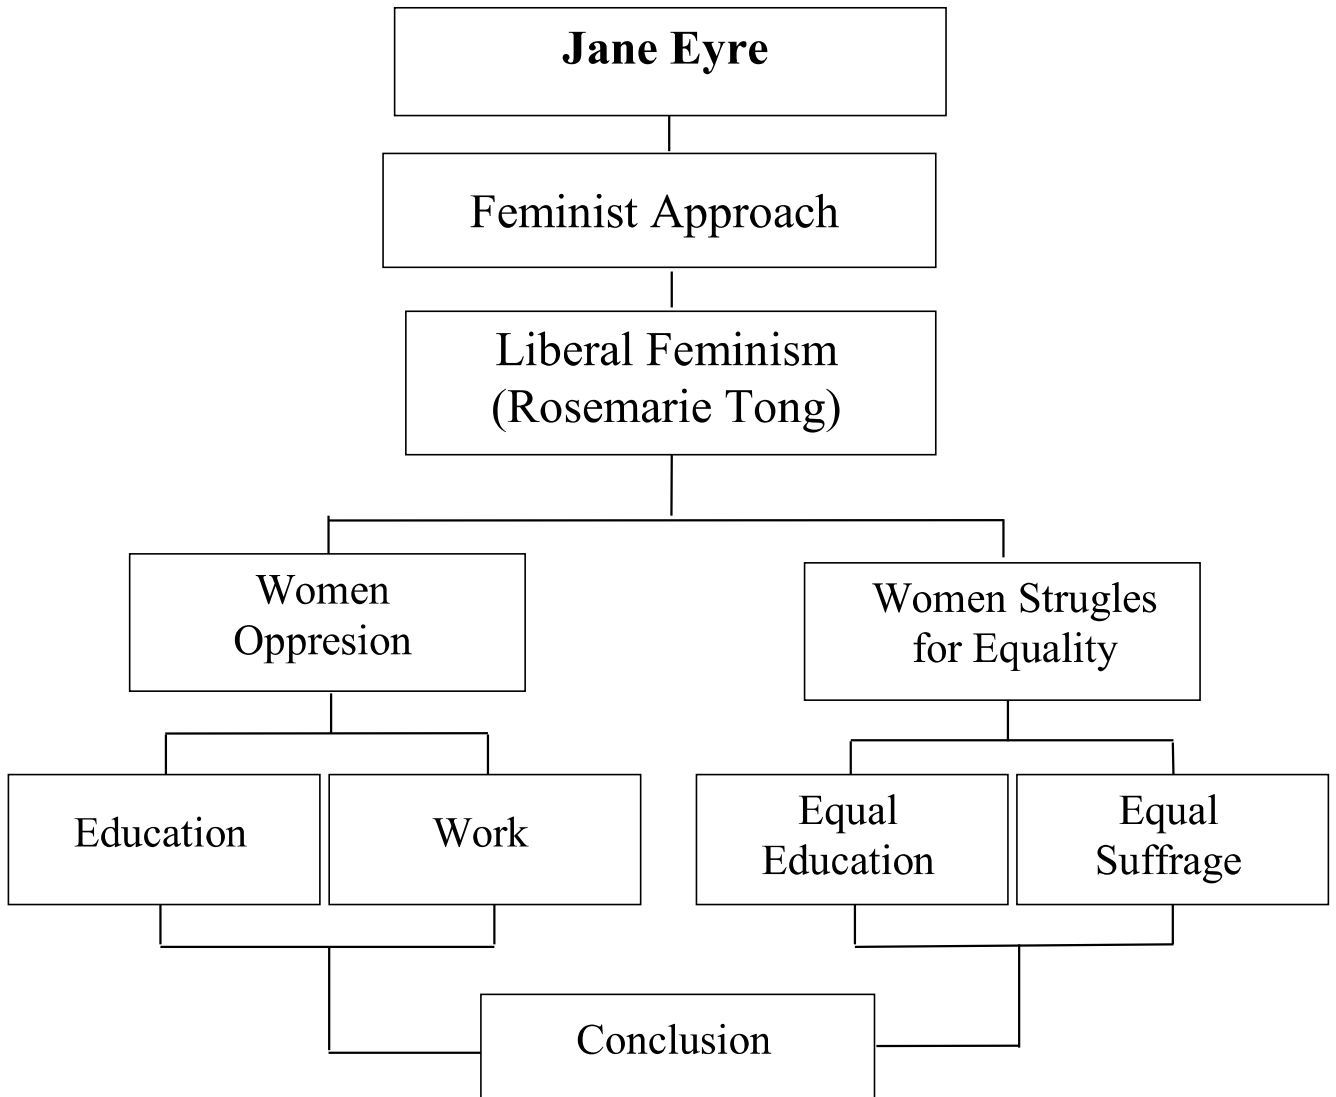 Jane Eyre
Feminist Approach
Liberal Feminism
(Rosemarie Tong)
Women
Oppresion
Women Strugles
for Equality
Education
Work
Equal
Education
Equal
Suffrage
Conclusion